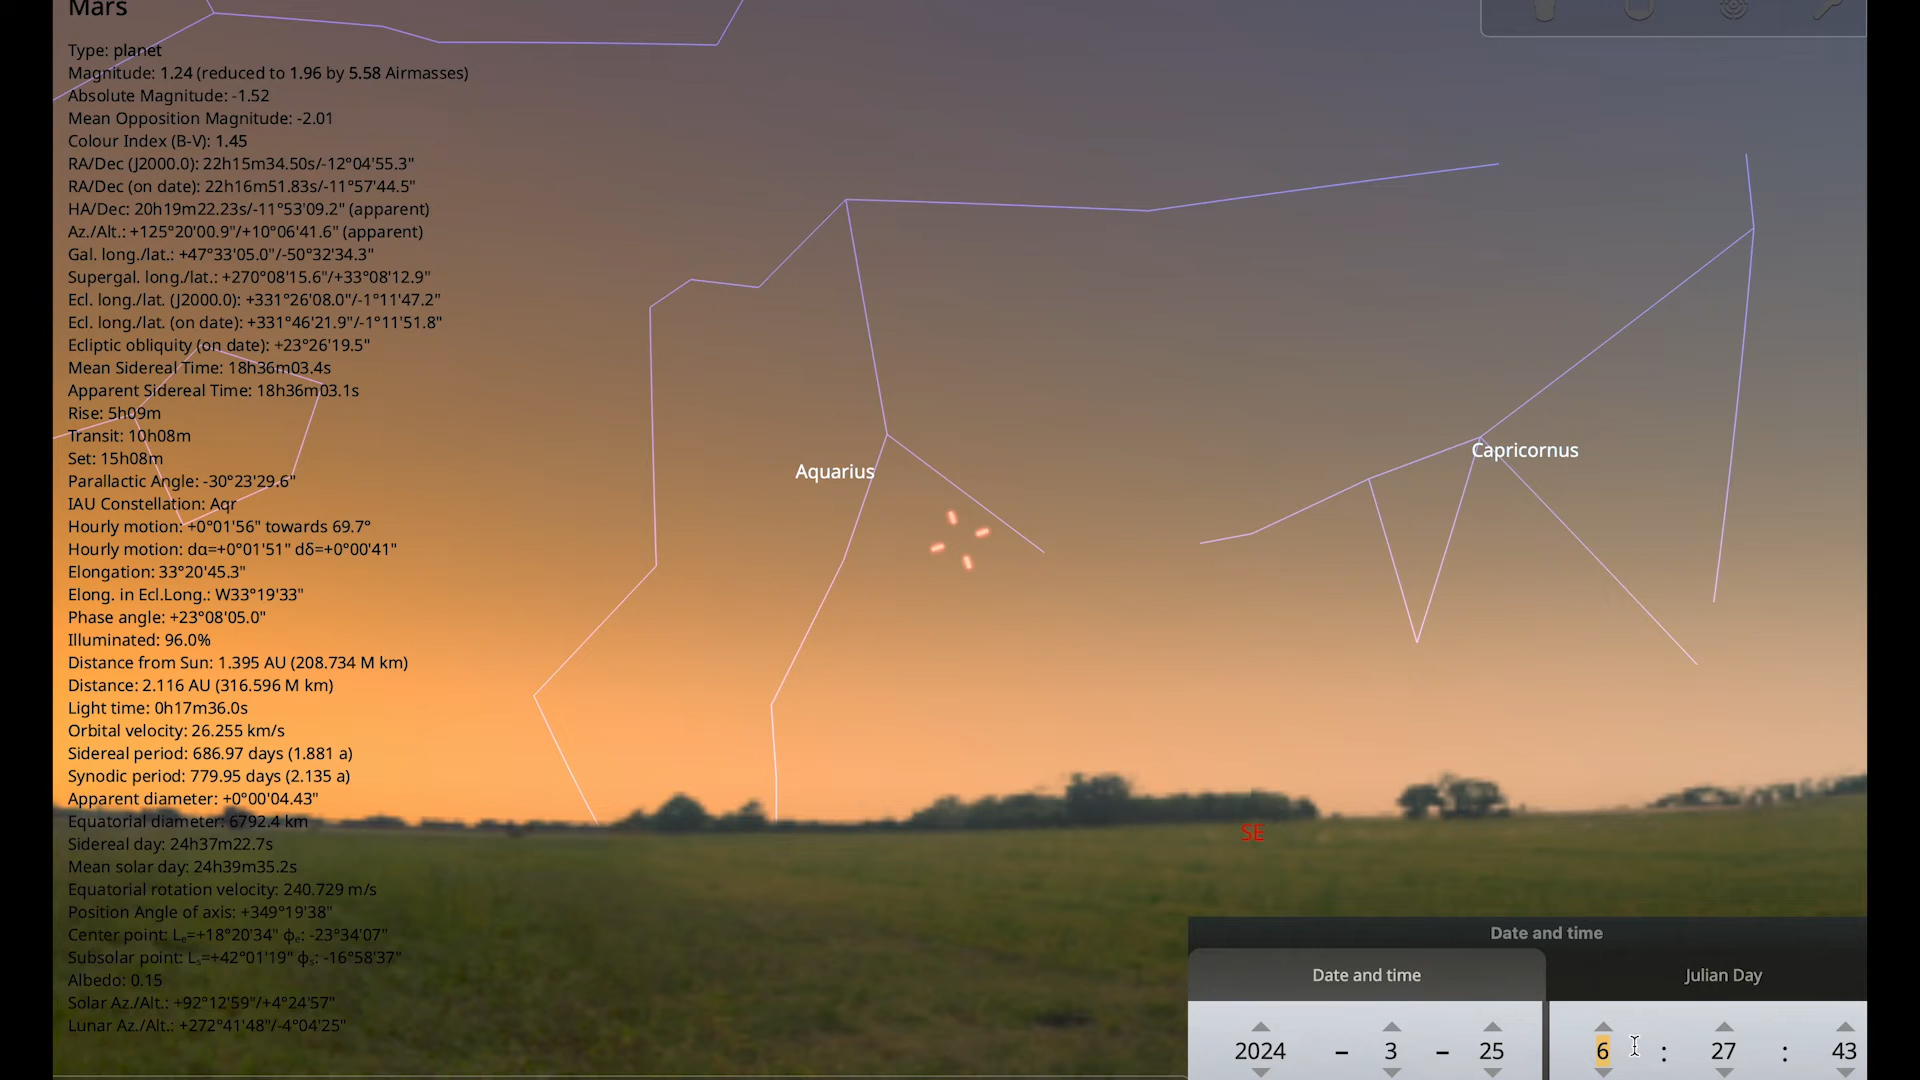 Mars
Type: planet
Magnitude: 1.24 (reduced to 1.96 by 5.58 Airmasses)
Absolute Magnitude: -1.52
Mean Opposition Magnitude: -2.01
Colour Index (B-V): 1.45
RA/Dec (J2000.0): 22h15m34.50s/-12°04'55.3"
RA/Dec (on date): 22h16m51.83s/-11°57'44.5"
HA/Dec: 20h19m22.23s/-11°53'09.2" (apparent)
Az./Alt.: +125°20'00.9"/+10°06'41.6" (apparent)
Gal. long./lat.: +47°33'05.0"/-50°32'34.3"
Supergal. long./lat.: +270°08'15.6"/+33°08'12.9"
Ecl. long./lat. (J2000.0): +331°26'08.0"/-1°11'47.2"
Ecl. long./lat. (on date): +331°46'21.9"/-1°11'51.8"
Ecliptic obliquity (on date): +23°26'19.5"
Mean Sidereal Time: 18h36m03.4s
Apparent Sidereal Time: 18h36m03.1s
Rise: 5h09m
Transit: 10h08m
Set: 15h08m
Parallactic Angle: -30°23'29.6"
IAU Constellation: Aqr
Hourly motion: +0°01'56" towards 69.7°
Hourly motion: dα=+0°01'51" dδ=+0°00'41"
Elongation: 33°20'45.3"
Elong. in Ecl.Long.: W33°19'33"
Phase angle: +23°08'05.0"
Illuminated: 96.0%
Distance from Sun: 1.395 AU (208.734 M km)
Distance: 2.116 AU (316.596 M km)
Light time: 0h17m36.0s
Orbital velocity: 26.255 km/s
Sidereal period: 686.97 days (1.881 a)
Synodic period: 779.95 days (2.135 a)
Apparent diameter: +0°00'04.43"
Equatorial diameter: 6792.4 km
Sidereal day: 24h37m22.7s
Mean solar day: 24h39m35.2s
Equatorial rotation velocity: 240.729 m/s
Position Angle of axis: +349°19'38"
Center point: Lₑ=+18°20'34" φₑ: -23°34'07"
Subsolar point: Lₛ=+42°01'19" φₛ: -16°58'37"
Albedo: 0.15
Solar Az./Alt.: +92°12'59"/+4°24'57"
Lunar Az./Alt.: +272°41'48"/-4°04'25"
Aquarius
Capricornus
SE
Date and time
Date and time
Julian Day
2024 – 3 – 25
6 : 27 : 43